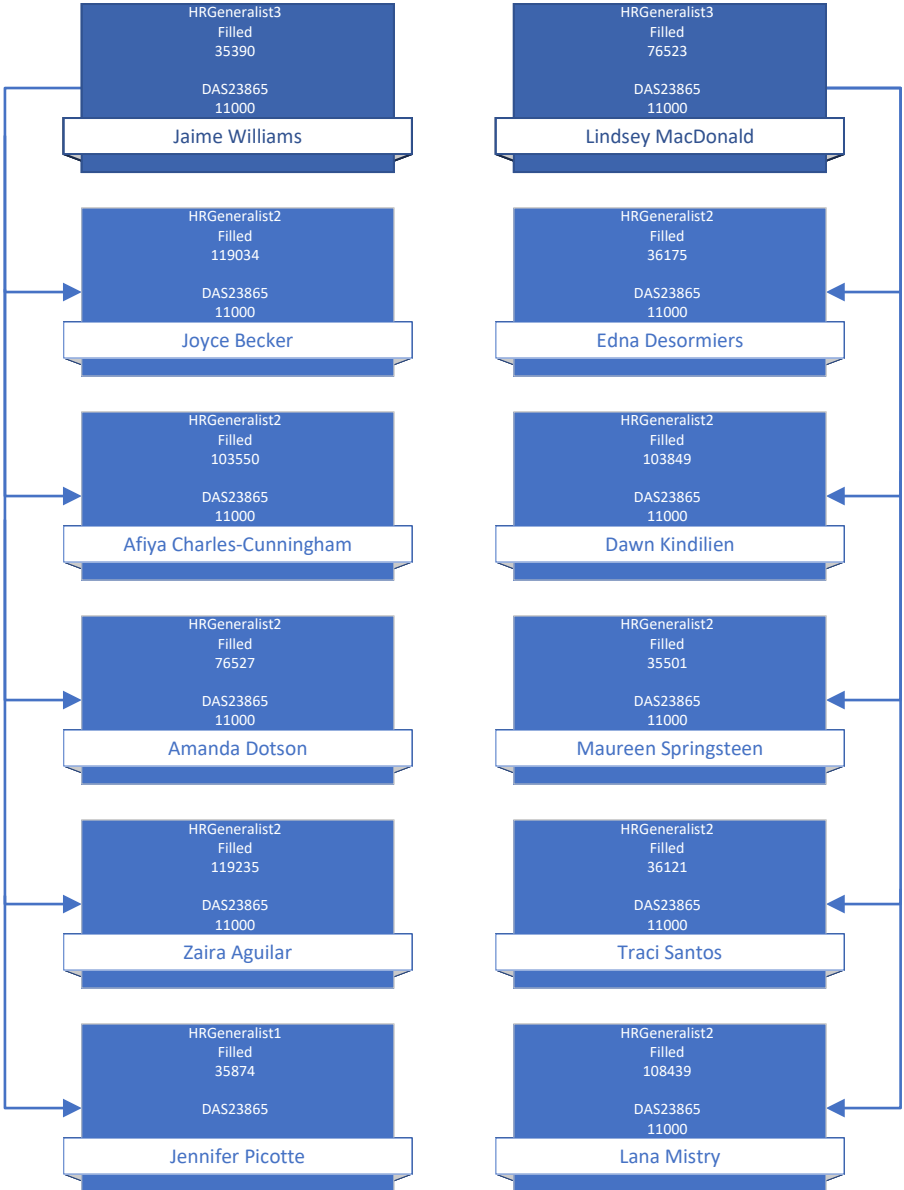 HRGeneralist3
Filled
35390
DAS23865
11000
Jaime Williams
HRGeneralist3
Filled
76523
DAS23865
11000
Lindsey MacDonald
HRGeneralist2
Filled
119034
DAS23865
11000
Joyce Becker
HRGeneralist2
Filled
36175
DAS23865
11000
Edna Desormiers
HRGeneralist2
Filled
103550
DAS23865
11000
Afiya Charles-Cunningham
HRGeneralist2
Filled
103849
DAS23865
11000
Dawn Kindilien
HRGeneralist2
Filled
76527
DAS23865
11000
Amanda Dotson
HRGeneralist2
Filled
35501
DAS23865
11000
Maureen Springsteen
HRGeneralist2
Filled
119235
DAS23865
11000
Zaira Aguilar
HRGeneralist2
Filled
36121
DAS23865
11000
Traci Santos
HRGeneralist1
Filled
35874
DAS23865
Jennifer Picotte
HRGeneralist2
Filled
108439
DAS23865
11000
Lana Mistry